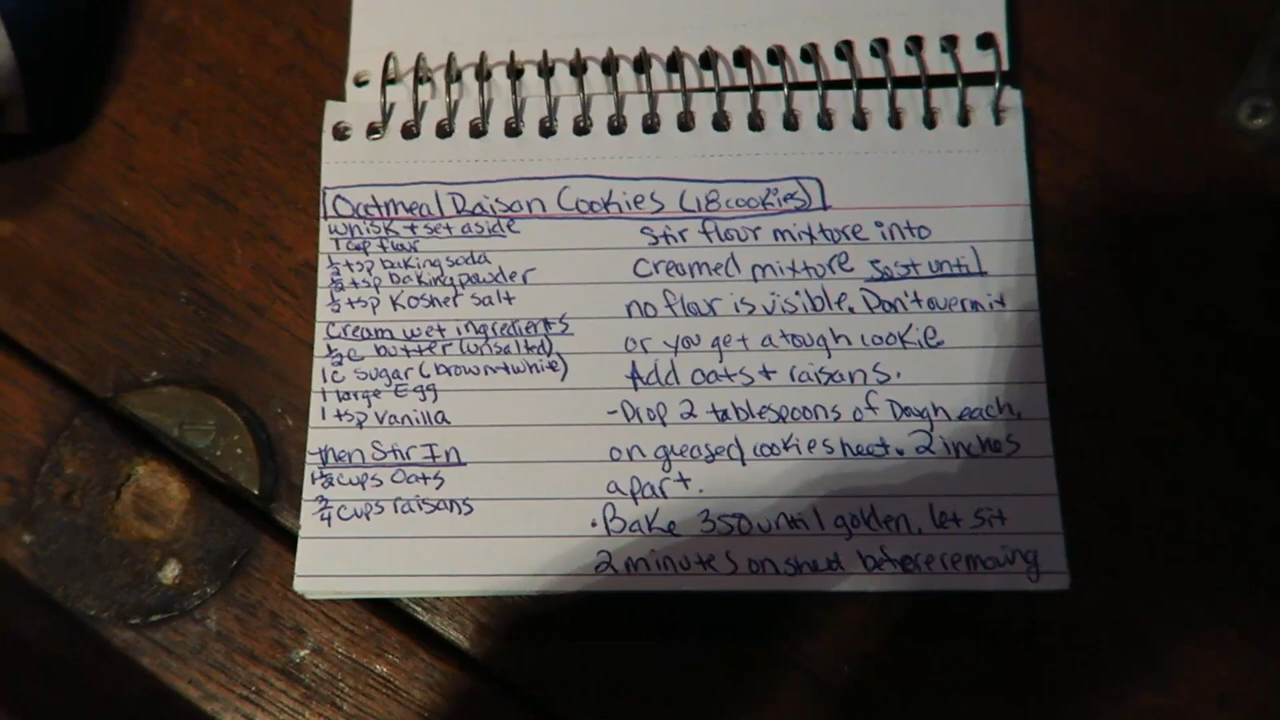 Oatmeal Raison Cookies (18 cookies)
whisk + set aside
1 cup flour
½ tsp baking soda
½ tsp baking powder
½ tsp Kosher salt
Cream wet ingredients
½ c butter (unsalted)
1c sugar (brown+white)
1 large Egg
1 tsp Vanilla
then Stir In
1½ cups Oats
¾ cups raisans
Stir flour mixture into
Creamed mixture Just until
no flour is visible. Don't overmix
or you get a tough cookie
Add oats + raisans.
-Drop 2 tablespoons of Dough each,
on greased cookiesheet. 2 inches
apart.
•Bake 350 until golden, let sit
2 minutes on sheet before removing